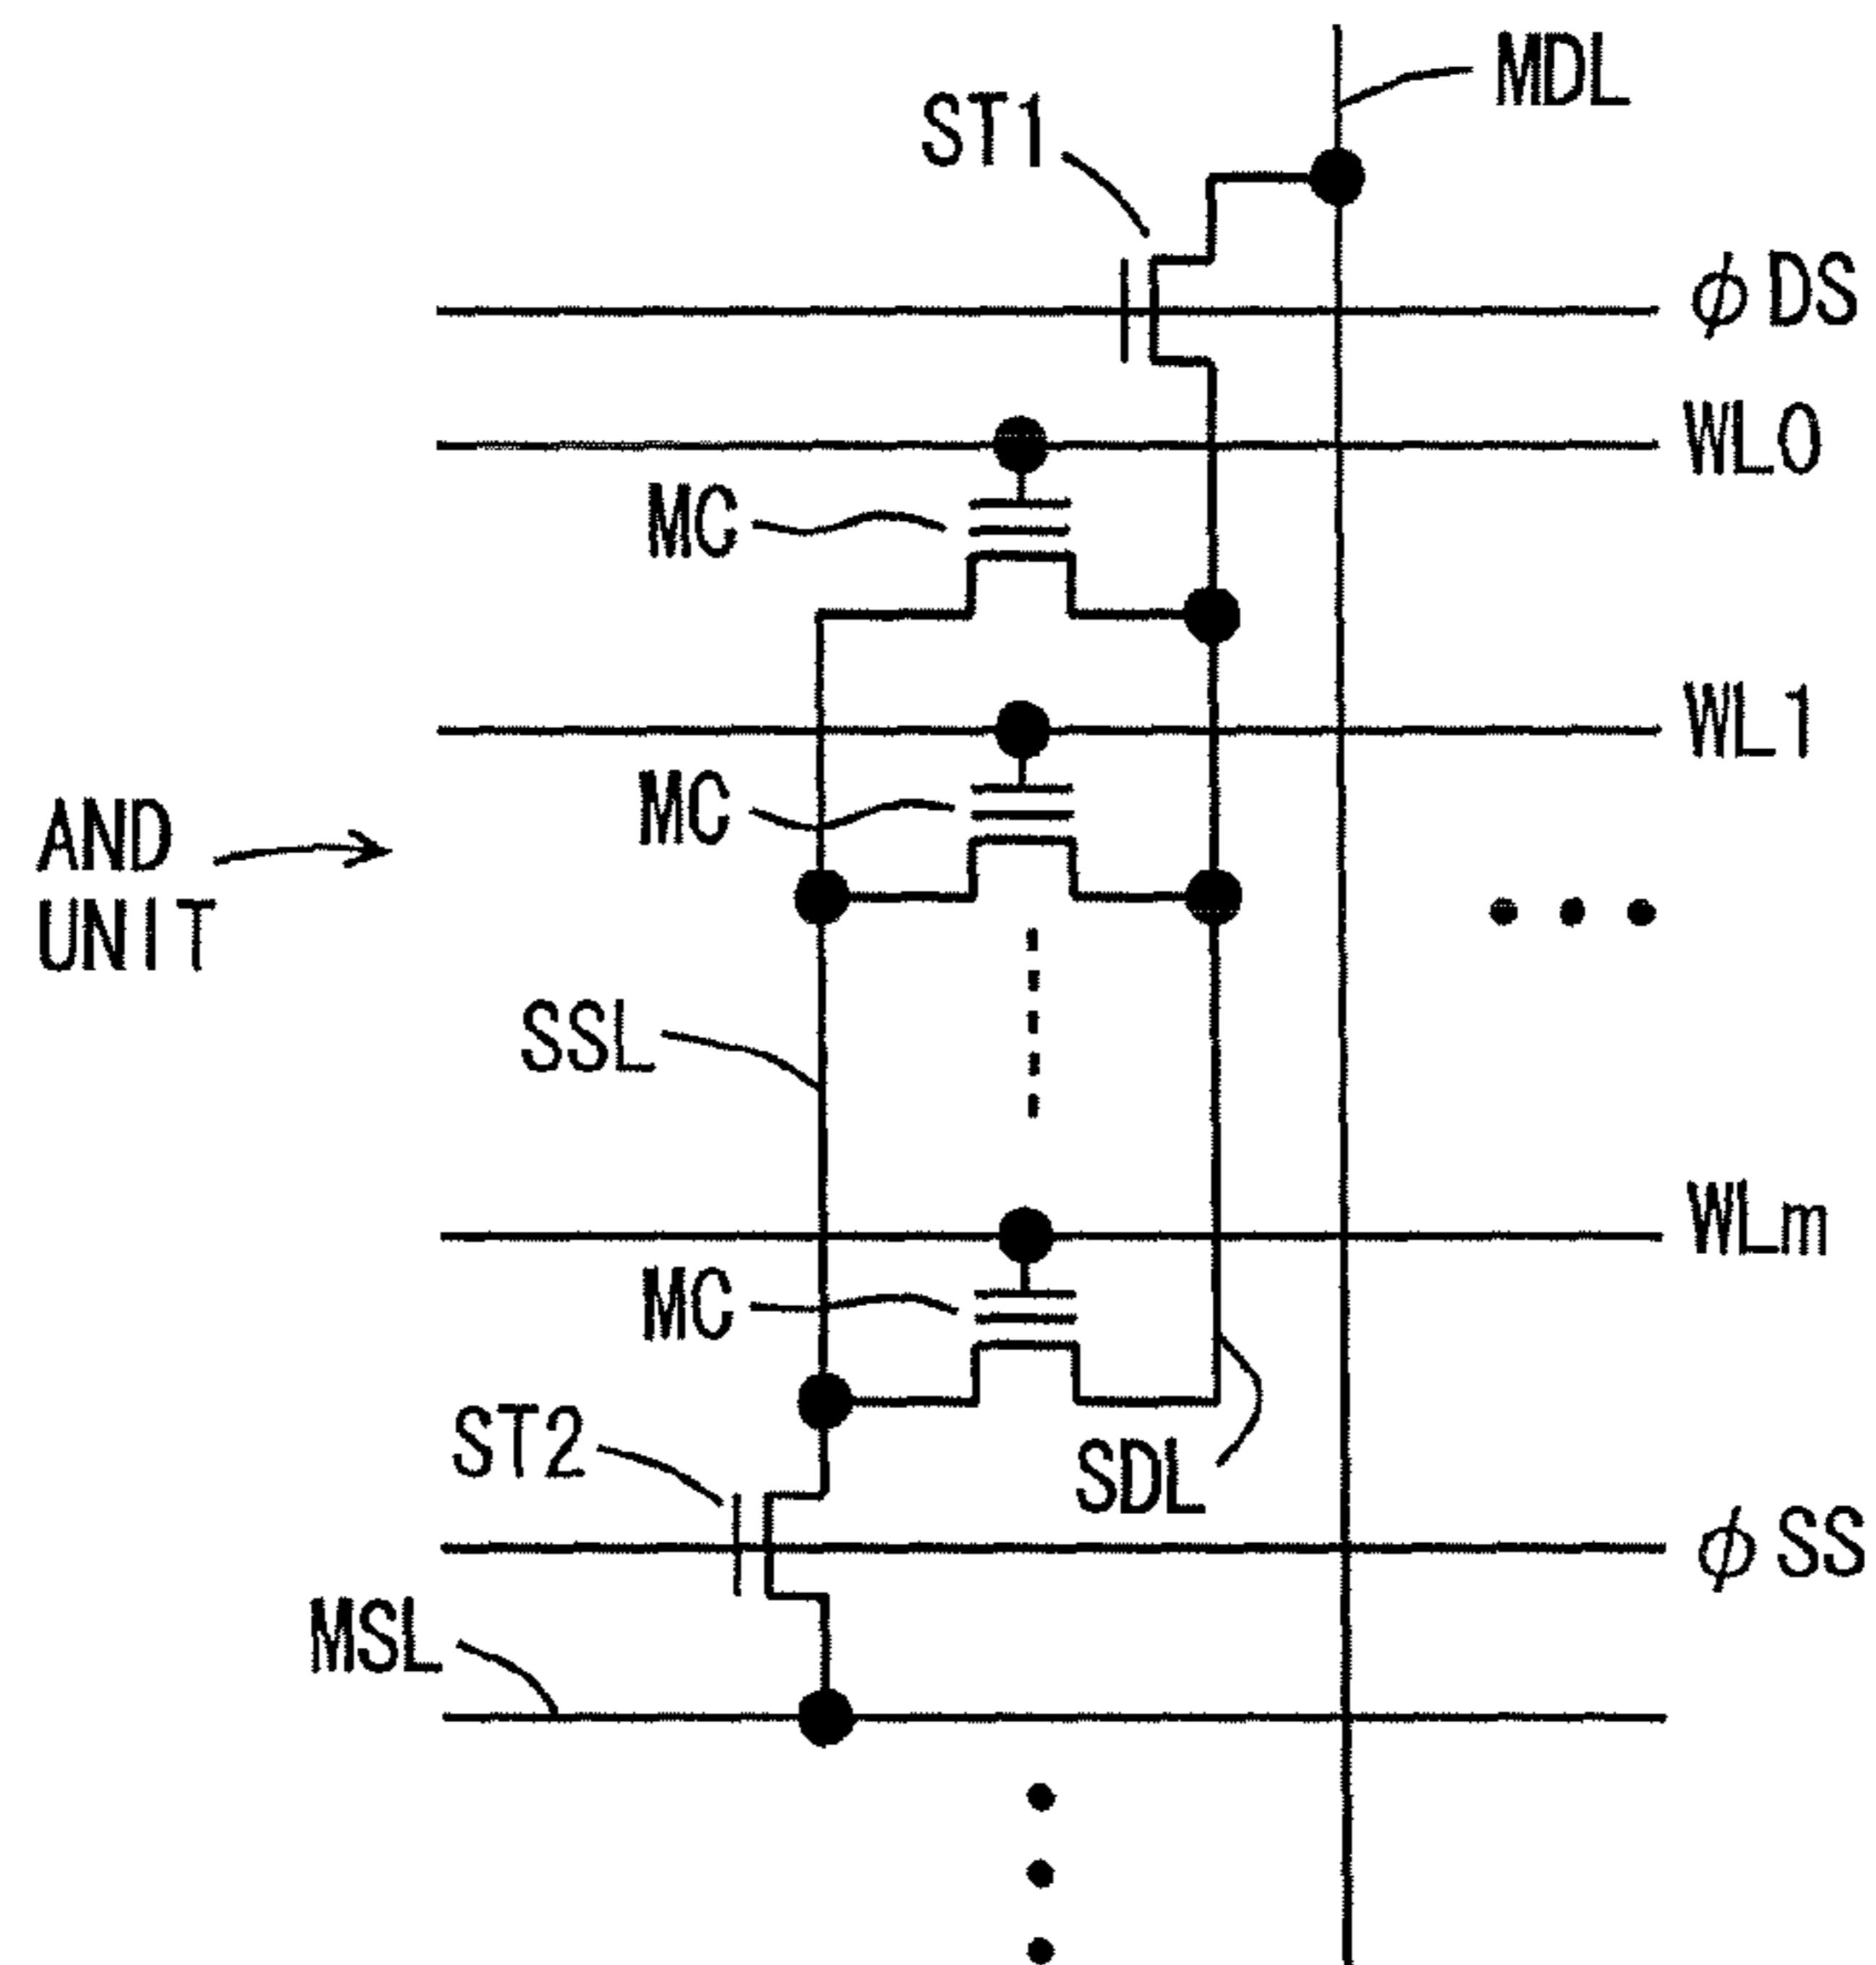 MDL
ST1
φDS
WL0
MC
WL1
MC
AND
UNIT
SSL
WLm
MC
ST2
SDL
φSS
MSL